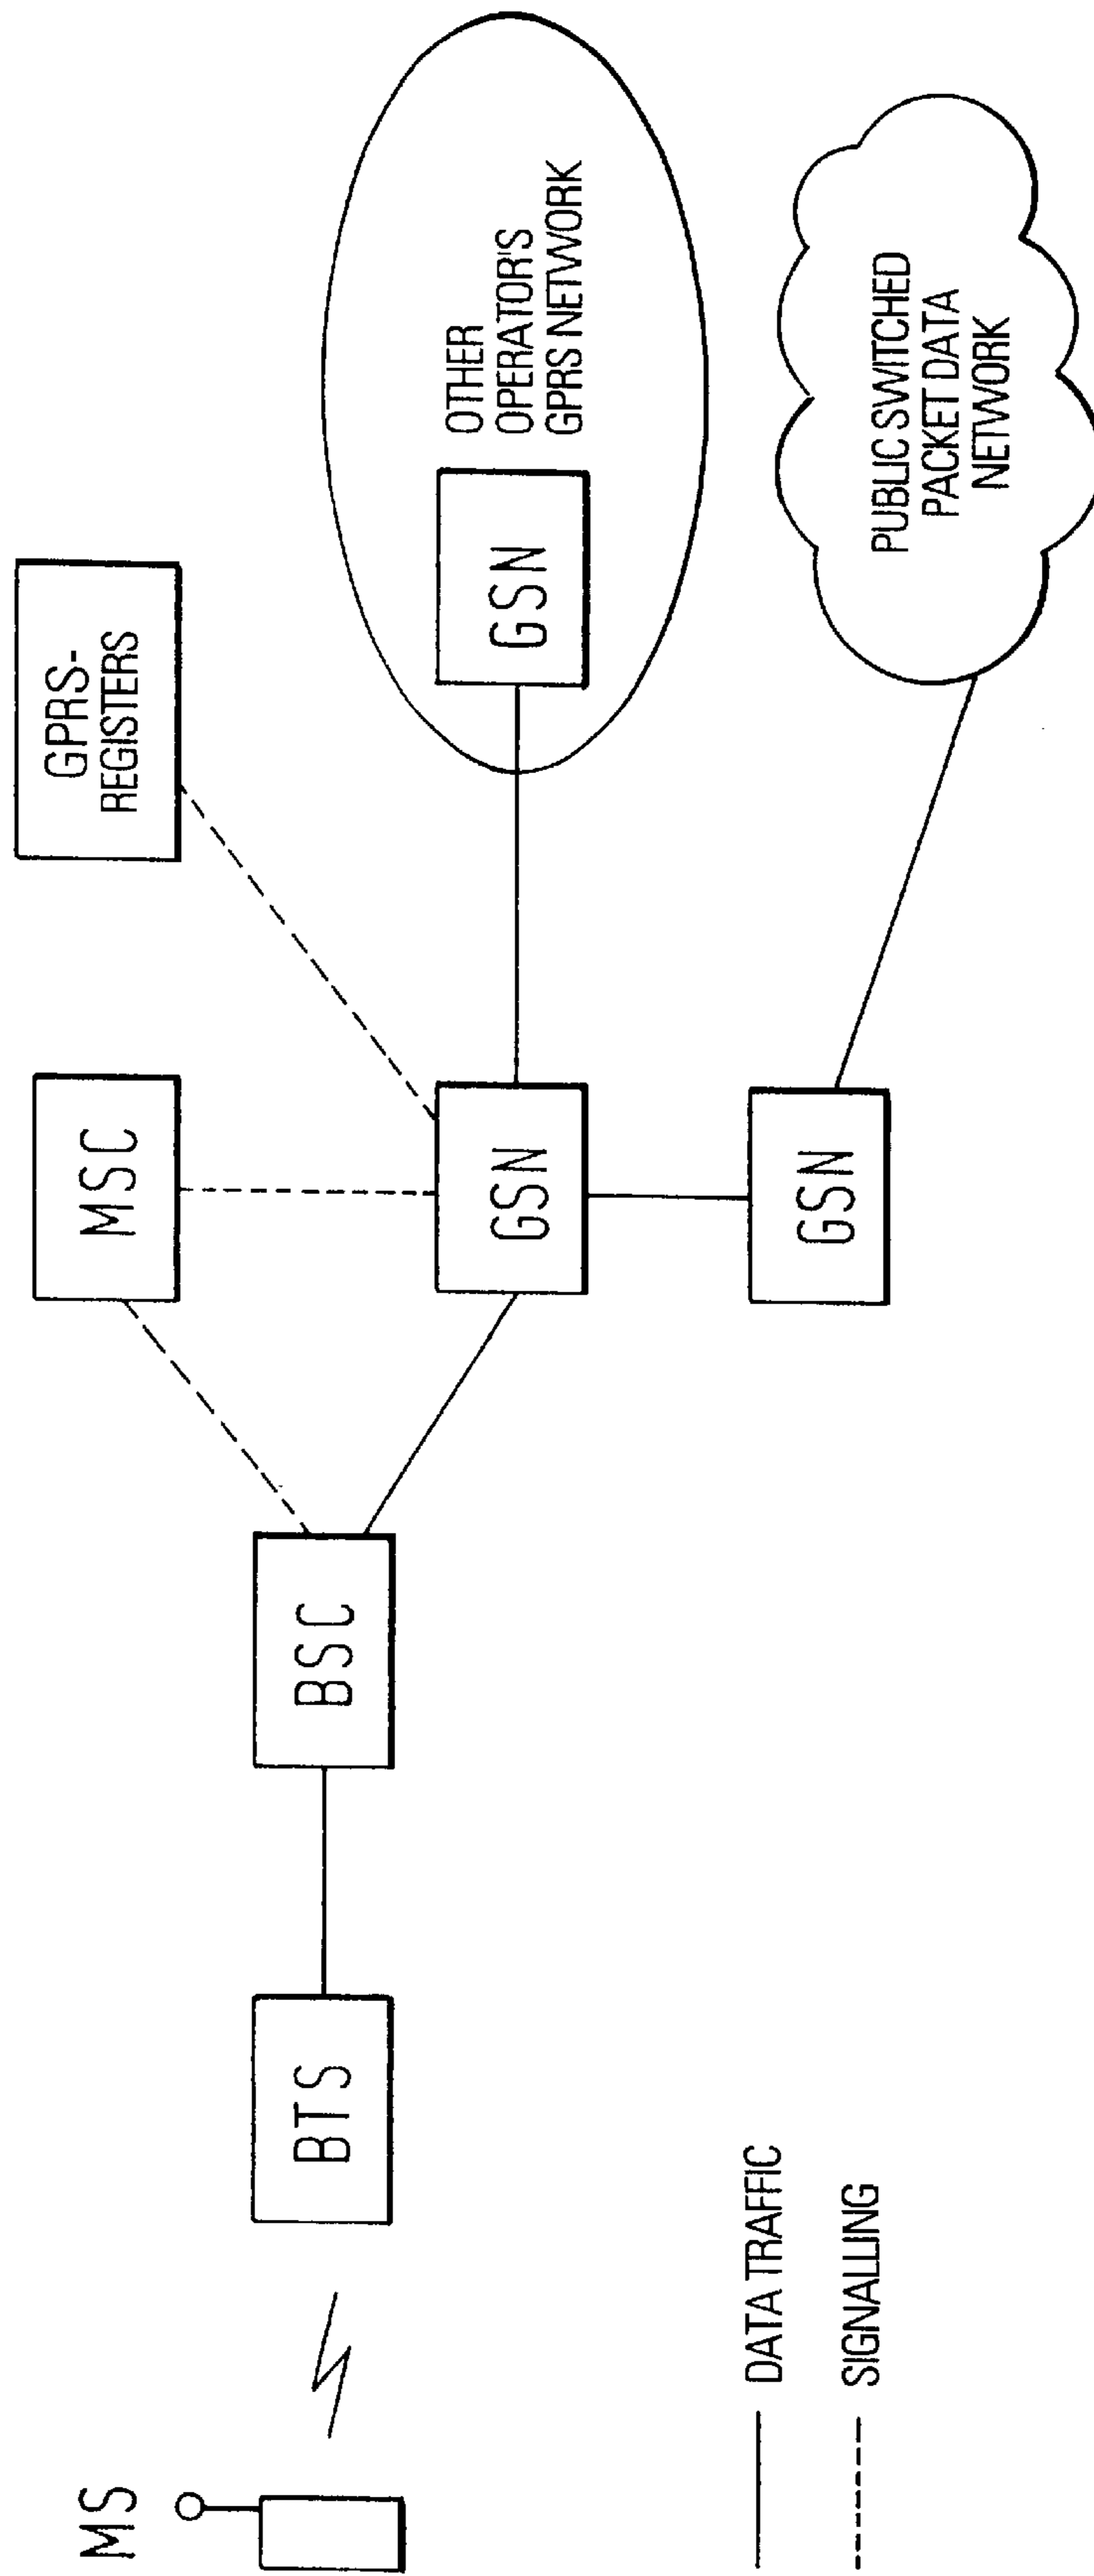 MS
BTS
BSC
MSC
GPRS-
REGISTERS
GSN
GSN
OTHER
OPERATOR'S
GPRS NETWORK
GSN
PUBLIC SWITCHED
PACKET DATA
NETWORK
DATA TRAFFIC
SIGNALLING